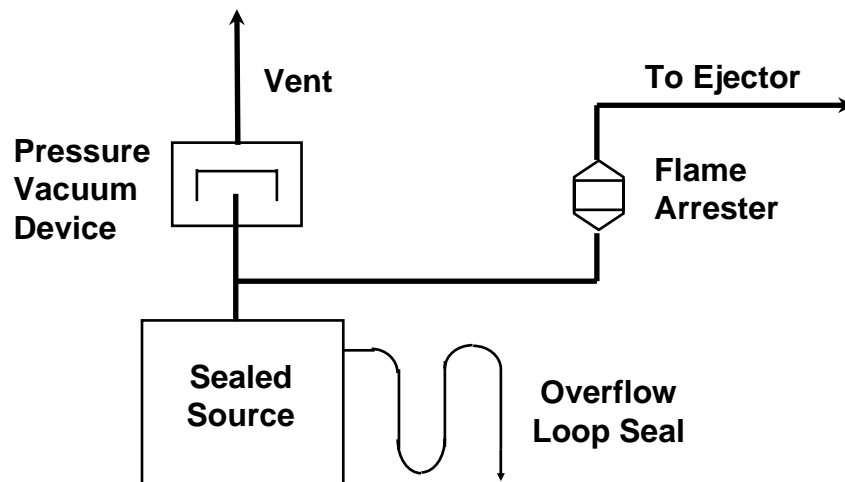 Vent
To Ejector
Pressure
Vacuum
Device
Flame
Arrester
Sealed
Source
Overflow
Loop Seal